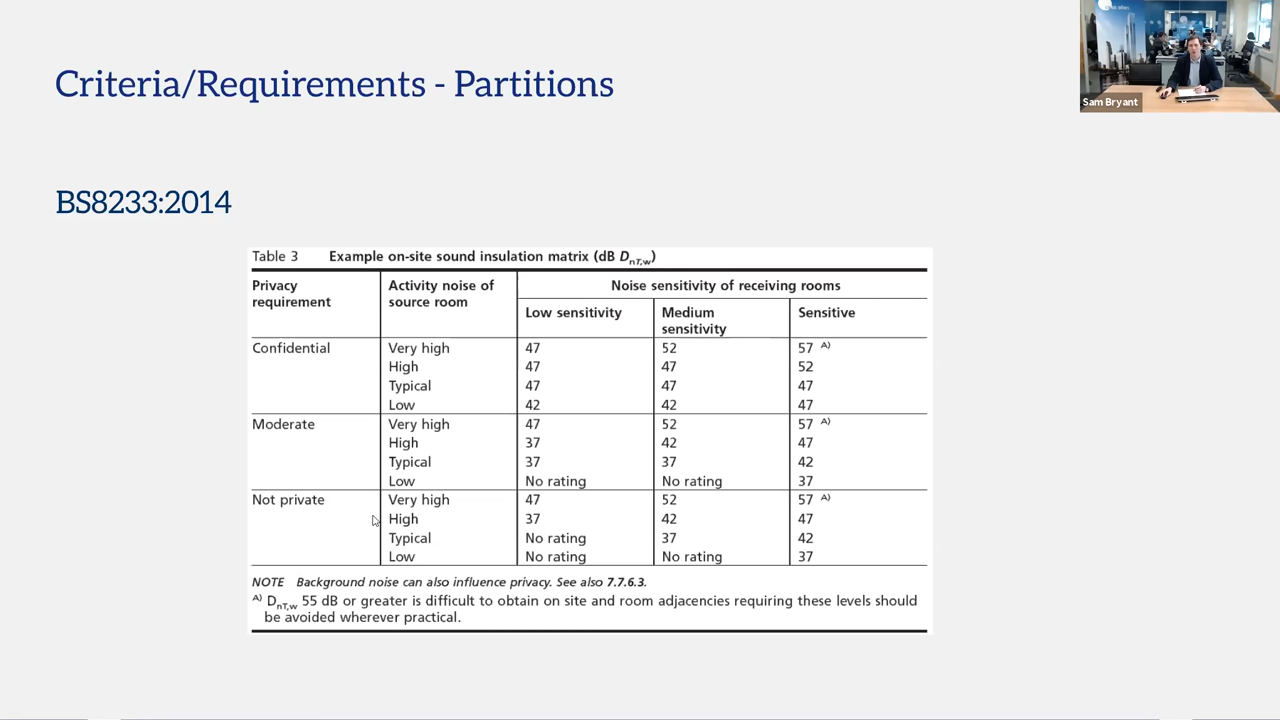 Criteria/Requirements - Partitions
Sam Bryant
BS8233:2014
Table 3 Example on-site sound insulation matrix (dB DnT,w)
Privacy requirement Activity noise of source room Noise sensitivity of receiving rooms
Low sensitivity Medium sensitivity Sensitive
Confidential Very high 47 52 57 A)
High 47 47 52
Typical 47 47 47
Low 42 42 47
Moderate Very high 47 52 57 A)
High 37 42 47
Typical 37 37 42
Low No rating No rating 37
Not private Very high 47 52 57 A)
High 37 42 47
Typical No rating 37 42
Low No rating No rating 37
NOTE Background noise can also influence privacy. See also 7.7.6.3.
A) DnT,w 55 dB or greater is difficult to obtain on site and room adjacencies requiring these levels should
be avoided wherever practical.